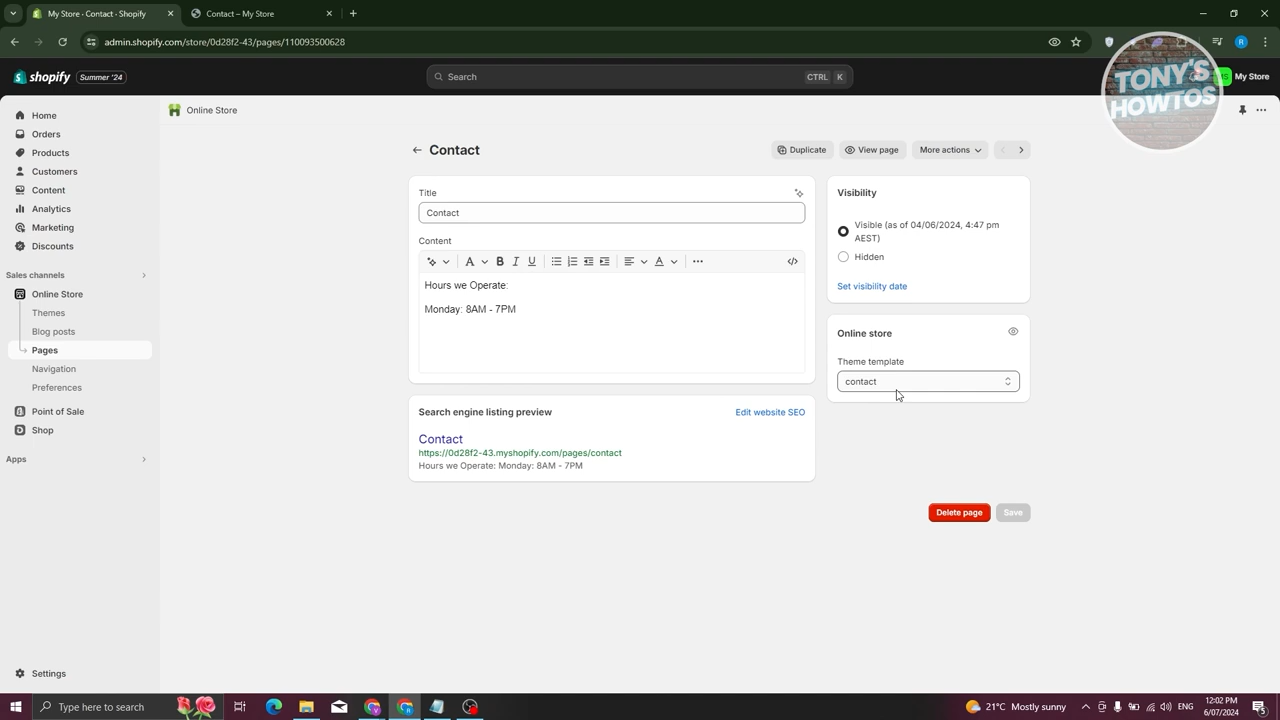 My Store - Contact - Shopify
Contact – My Store
admin.shopify.com/store/0d28f2-43/pages/110093500628
R
shopify
Summer '24
Search
CTRL
K
My Store
TONY'S
HOWTOS
Home
Orders
Products
Customers
Content
Analytics
Marketing
Discounts
Sales channels
Online Store
Themes
Blog posts
Pages
Navigation
Preferences
Point of Sale
Shop
Apps
Settings
Online Store
Contact
Duplicate
View page
More actions
Title
Contact
Content
A
B
I
U
A
Hours we Operate:
Monday: 8AM - 7PM
Search engine listing preview
Edit website SEO
Contact
https://0d28f2-43.myshopify.com/pages/contact
Hours we Operate: Monday: 8AM - 7PM
Visibility
Visible (as of 04/06/2024, 4:47 pm
AEST)
Hidden
Set visibility date
Online store
Theme template
contact
Delete page
Save
Type here to search
21°C Mostly sunny
12:02 PM
6/07/2024